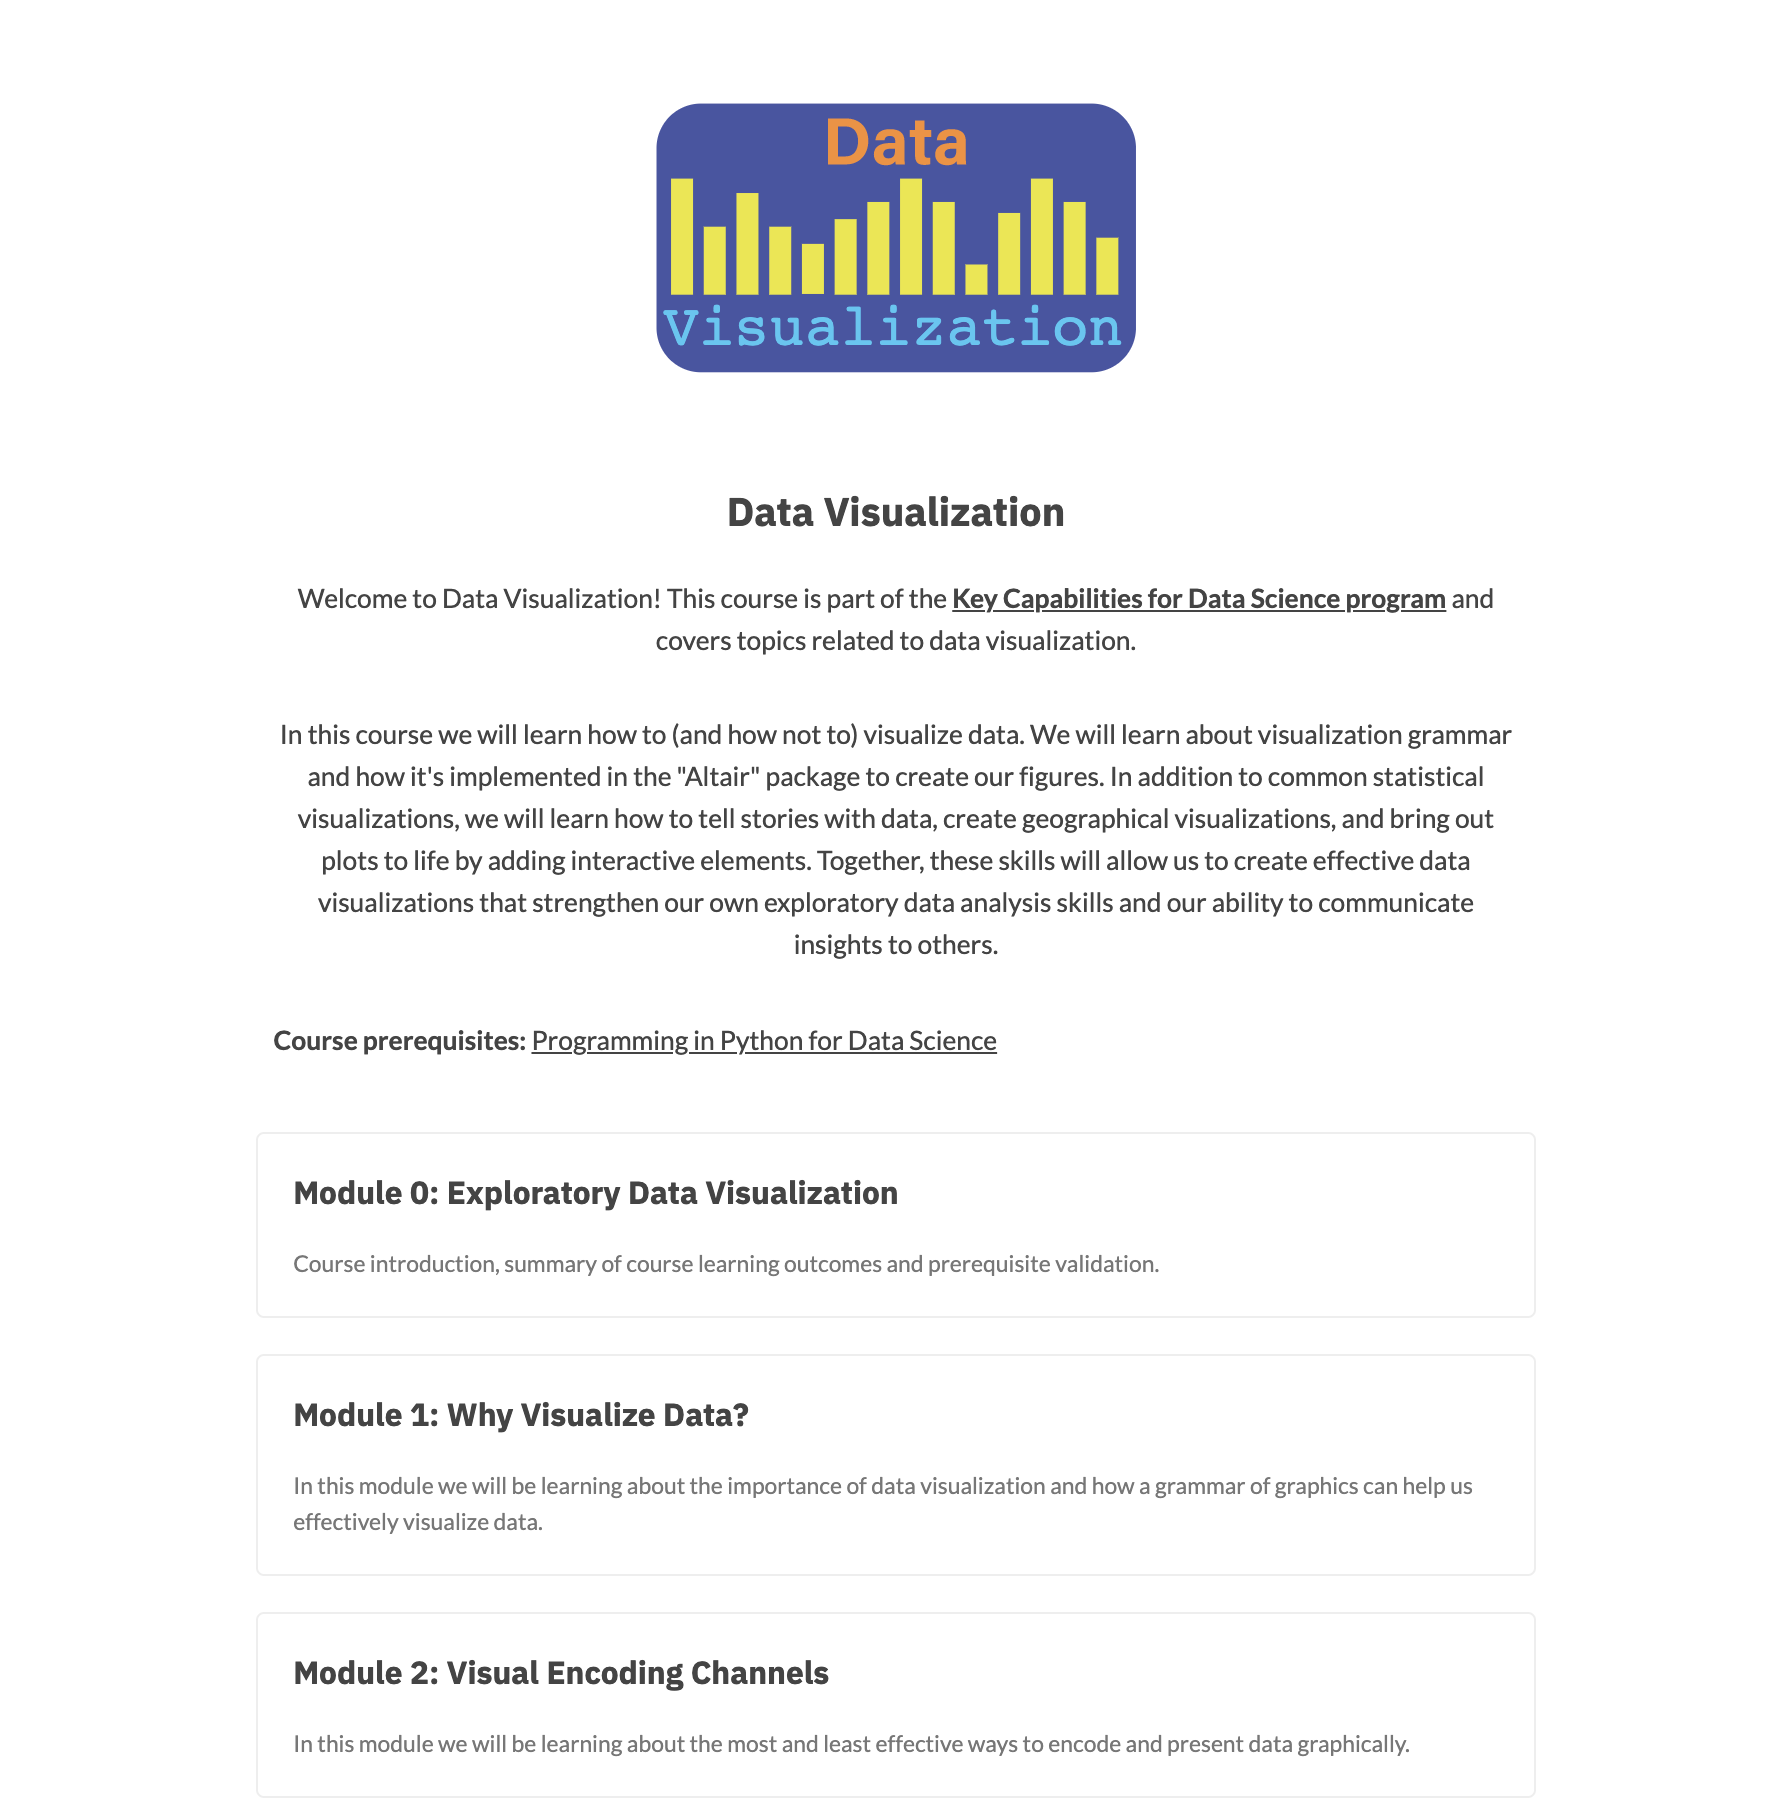 Data
Visualization
Data Visualization
Welcome to Data Visualization! This course is part of the Key Capabilities for Data Science program and
covers topics related to data visualization.
In this course we will learn how to (and how not to) visualize data. We will learn about visualization grammar
and how it's implemented in the "Altair" package to create our figures. In addition to common statistical
visualizations, we will learn how to tell stories with data, create geographical visualizations, and bring out
plots to life by adding interactive elements. Together, these skills will allow us to create effective data
visualizations that strengthen our own exploratory data analysis skills and our ability to communicate
insights to others.
Course prerequisites: Programming in Python for Data Science
Module 0: Exploratory Data Visualization
Course introduction, summary of course learning outcomes and prerequisite validation.
Module 1: Why Visualize Data?
In this module we will be learning about the importance of data visualization and how a grammar of graphics can help us
effectively visualize data.
Module 2: Visual Encoding Channels
In this module we will be learning about the most and least effective ways to encode and present data graphically.